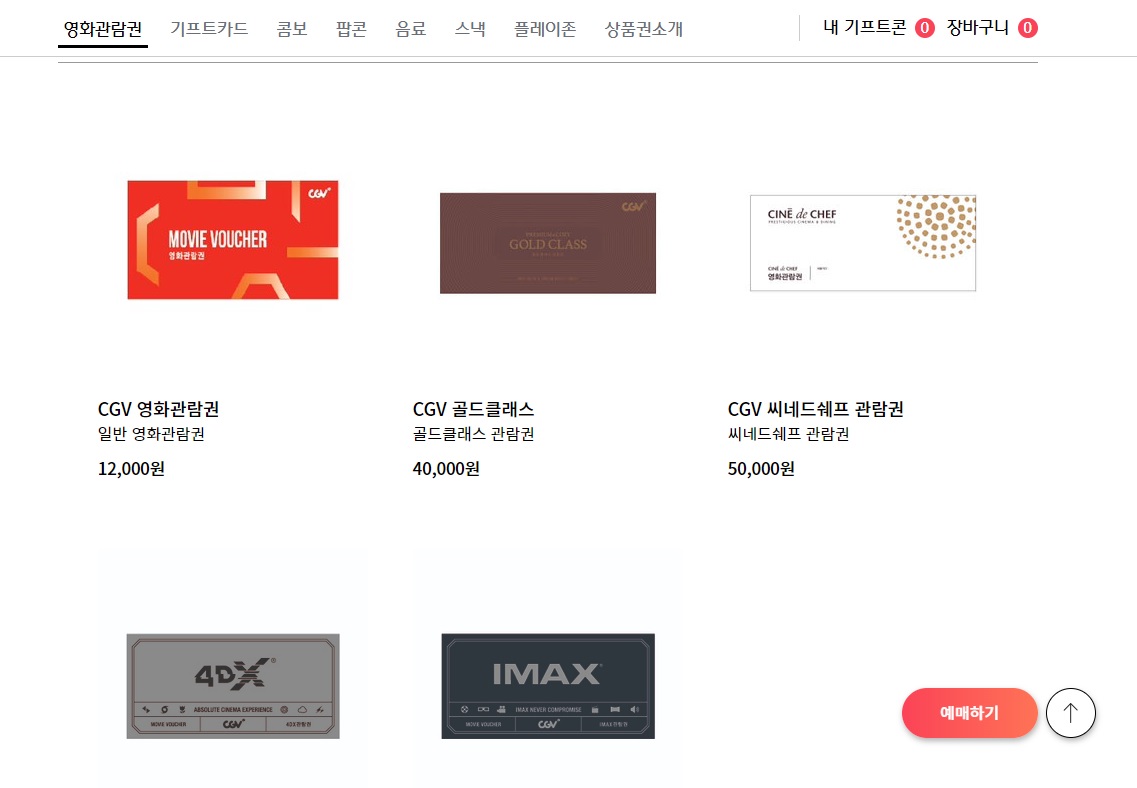 영화관람권 기프트카드 콤보 팝콘 음료 스낵 플레이존 상품권소개 내 기프트콘 0 장바구니 0
CGV
MOVIE VOUCHER
영화관람권
CGV
GOLD CLASS
CINÉ de CHEF
PRESTIGIOUS CINEMA & DINING
CINÉ de CHEF
영화관람권
CGV 영화관람권
일반 영화관람권
12,000원
CGV 골드클래스
골드클래스 관람권
40,000원
CGV 씨네드쉐프 관람권
씨네드쉐프 관람권
50,000원
4DX
ABSOLUTE CINEMA EXPERIENCE
MOVIE VOUCHER CGV 4DX관람권
IMAX
IMAX NEVER COMPROMISE
MOVIE VOUCHER CGV IMAX관람권
예매하기